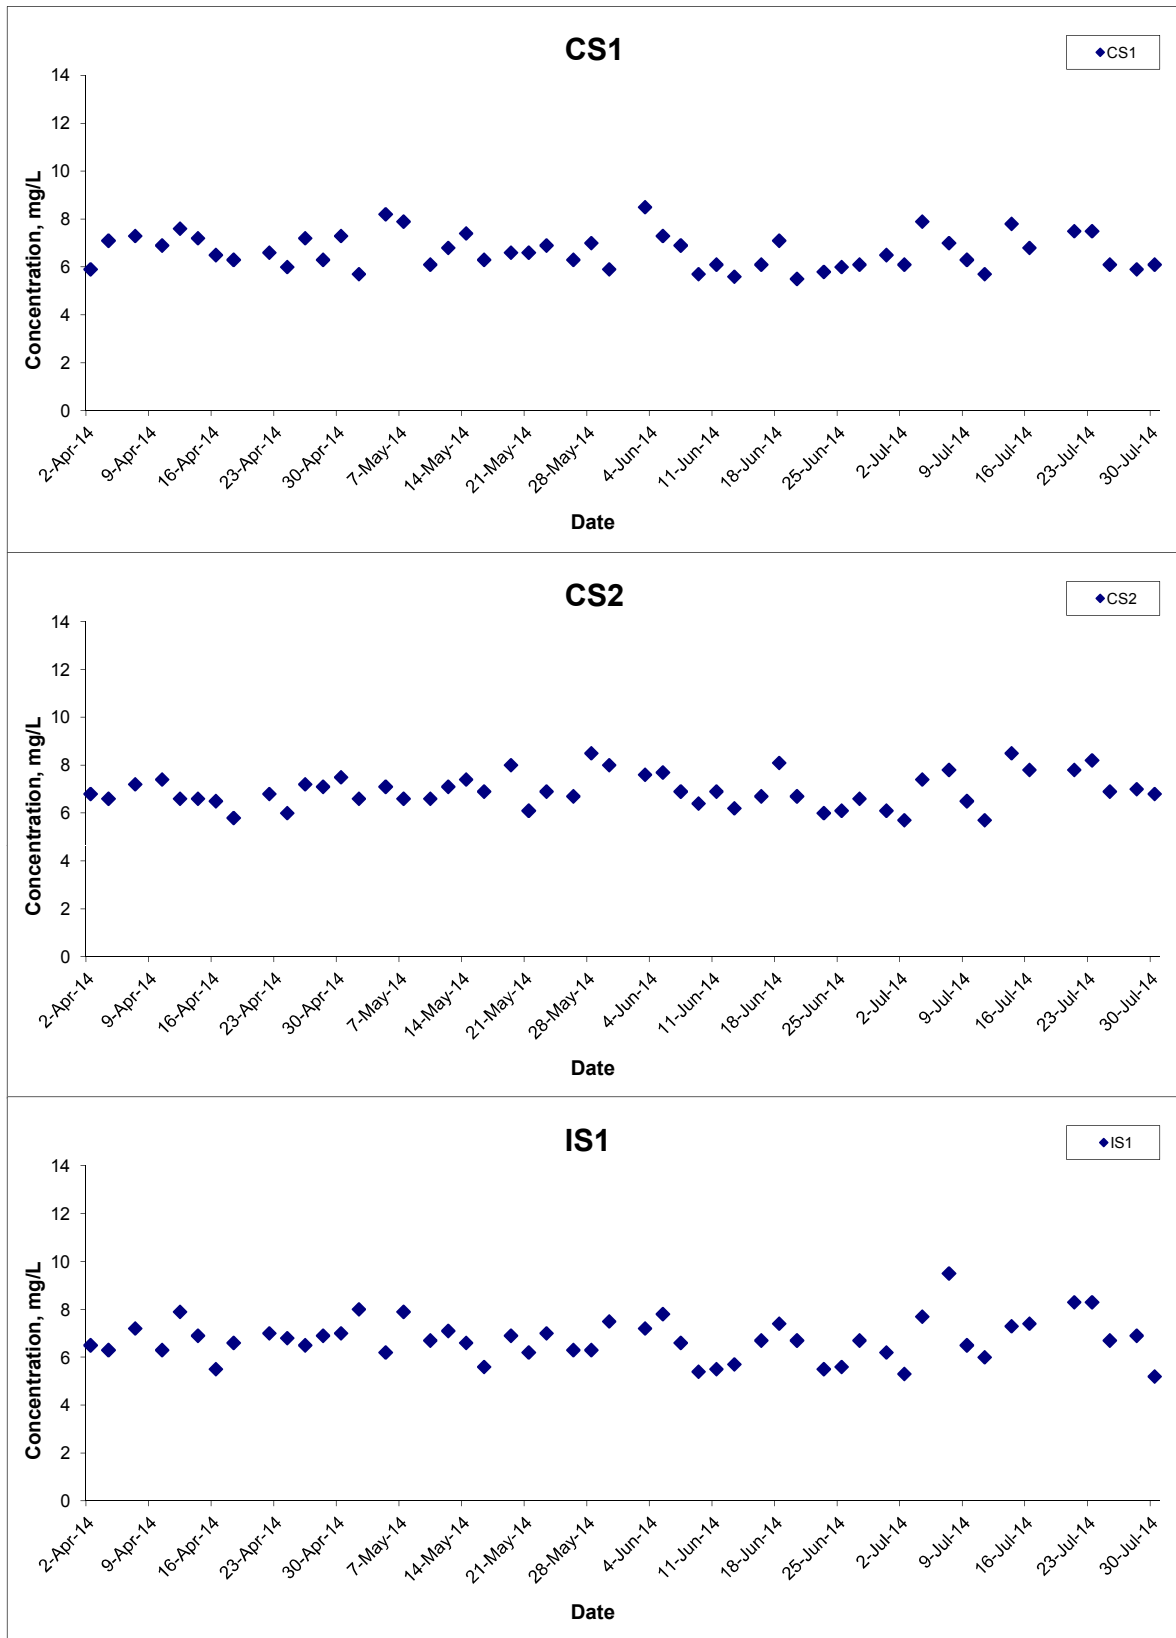 CS1
CS1
14
12
10
8
6
4
2
0
Concentration, mg/L
2-Apr-14
9-Apr-14
16-Apr-14
23-Apr-14
30-Apr-14
7-May-14
14-May-14
21-May-14
28-May-14
4-Jun-14
11-Jun-14
18-Jun-14
25-Jun-14
2-Jul-14
9-Jul-14
16-Jul-14
23-Jul-14
30-Jul-14
Date
CS2
CS2
14
12
10
8
6
4
2
0
Concentration, mg/L
2-Apr-14
9-Apr-14
16-Apr-14
23-Apr-14
30-Apr-14
7-May-14
14-May-14
21-May-14
28-May-14
4-Jun-14
11-Jun-14
18-Jun-14
25-Jun-14
2-Jul-14
9-Jul-14
16-Jul-14
23-Jul-14
30-Jul-14
Date
IS1
IS1
14
12
10
8
6
4
2
0
Concentration, mg/L
2-Apr-14
9-Apr-14
16-Apr-14
23-Apr-14
30-Apr-14
7-May-14
14-May-14
21-May-14
28-May-14
4-Jun-14
11-Jun-14
18-Jun-14
25-Jun-14
2-Jul-14
9-Jul-14
16-Jul-14
23-Jul-14
30-Jul-14
Date